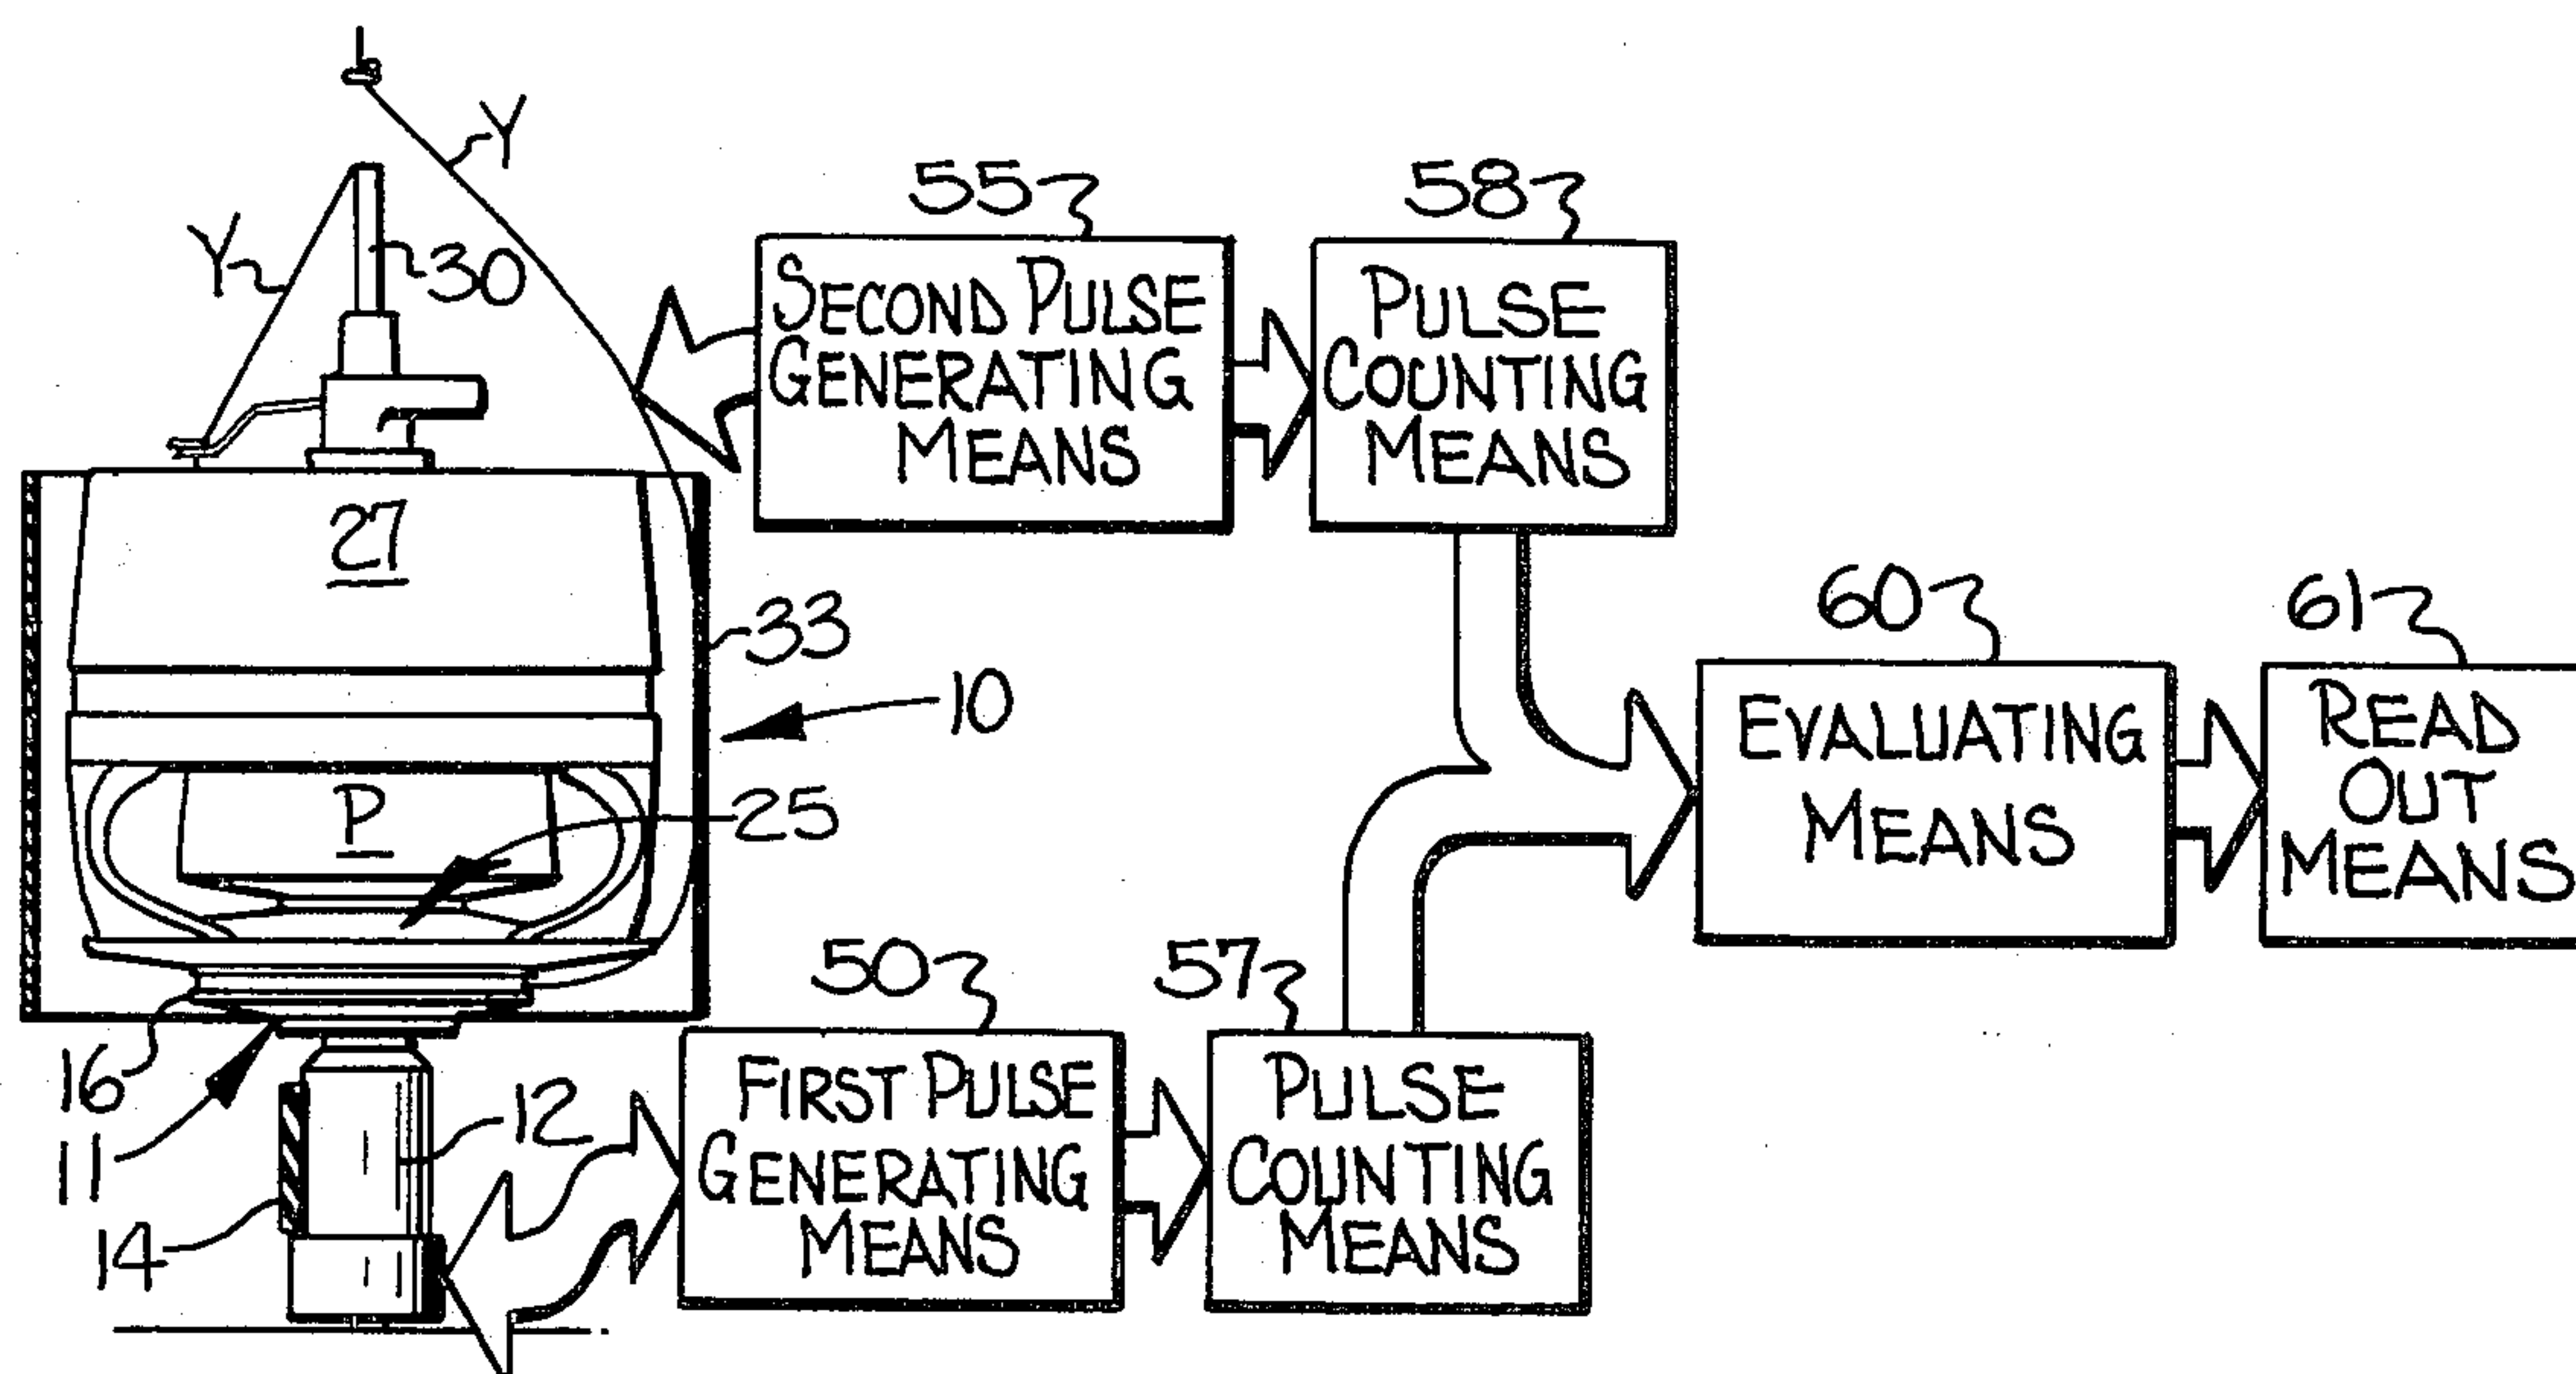 Y
Y
30
27
33
10
P
25
16
11
12
14
55
SECOND PULSE
GENERATING
MEANS
58
PULSE
COUNTING
MEANS
50
FIRST PULSE
GENERATING
MEANS
57
PULSE
COUNTING
MEANS
60
EVALUATING
MEANS
61
READ
OUT
MEANS